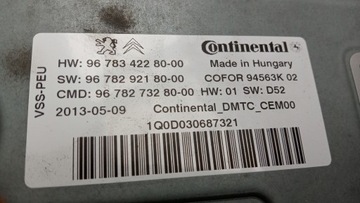 Continental
HW: 96 783 422 80-00
Made in Hungary
SW: 96 782 921 80-00
COFOR 94563K 02
CMD: 96 782 732 80-00
HW: 01 SW: D52
2013-05-09
Continental_DMTC_CEM00
1Q0D030687321
VSS-PEU